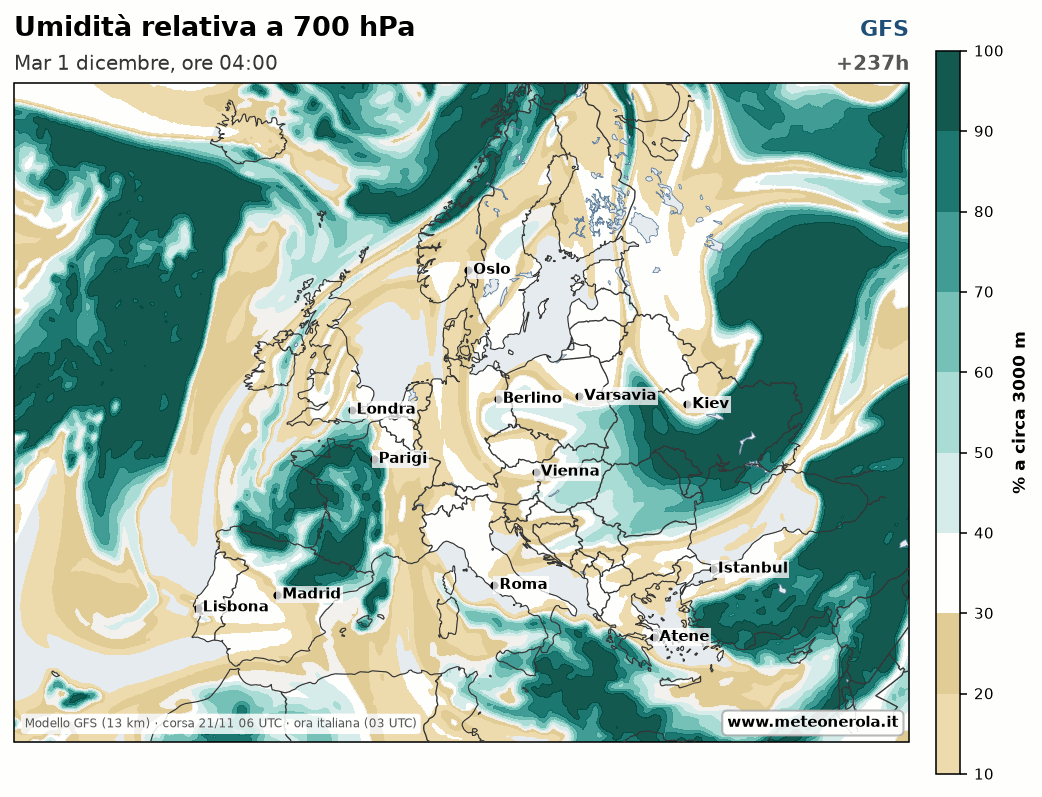 Umidità relativa a 700 hPa
GFS
Mar 1 dicembre, ore 04:00
+237h
100
90
80
70
60
50
40
30
20
10
% a circa 3000 m
Oslo
Berlino
Varsavia
Kiev
Londra
Parigi
Vienna
Istanbul
Roma
Madrid
Lisbona
Atene
Modello GFS (13 km) · corsa 21/11 06 UTC · ora italiana (03 UTC)
www.meteonerola.it